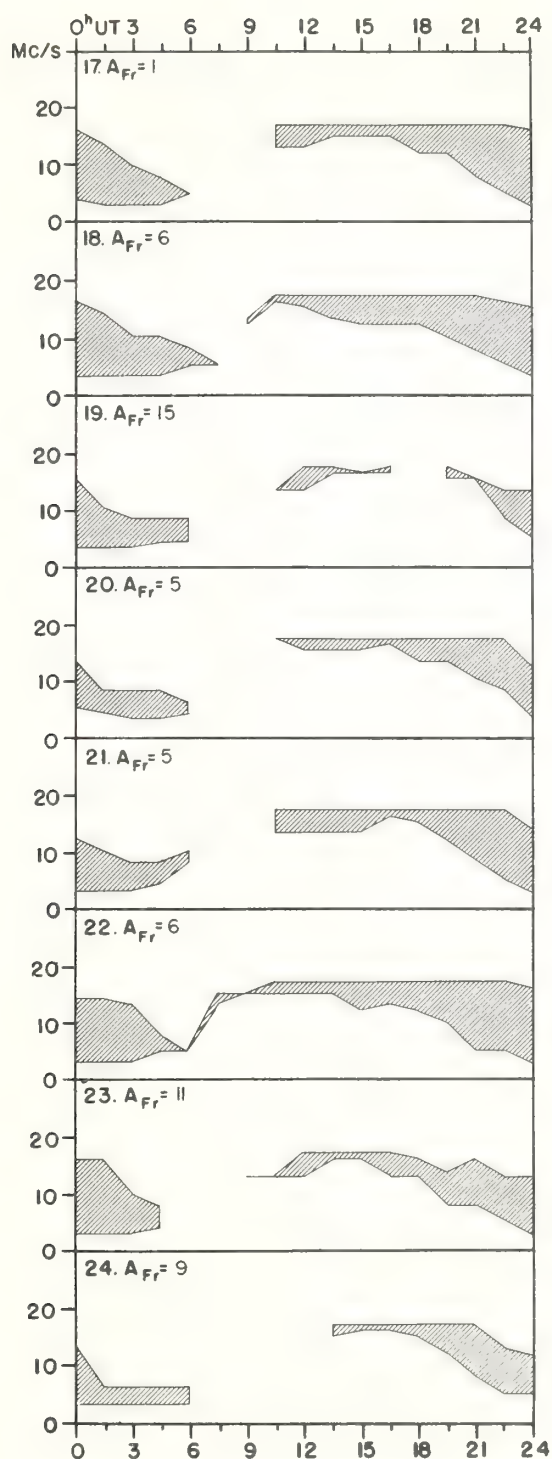 0ʰ UT 3 6 9 12 15 18 21 24
Mc/s
17. A_Fr = 1
20
10
0
18. A_Fr = 6
20
10
0
19. A_Fr = 15
20
10
0
20. A_Fr = 5
20
10
0
21. A_Fr = 5
20
10
0
22. A_Fr = 6
20
10
0
23. A_Fr = 11
20
10
0
24. A_Fr = 9
20
10
0
0 3 6 9 12 15 18 21 24